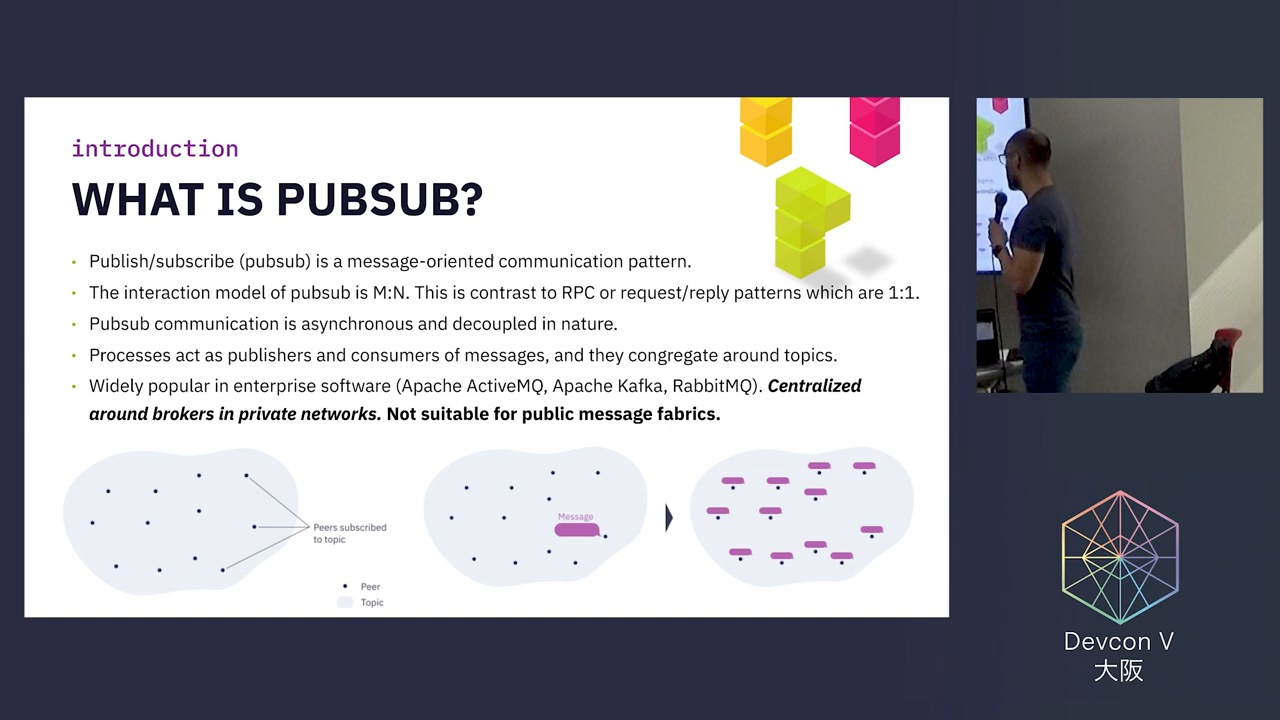 introduction
WHAT IS PUBSUB?
• Publish/subscribe (pubsub) is a message-oriented communication pattern.
• The interaction model of pubsub is M:N. This is contrast to RPC or request/reply patterns which are 1:1.
• Pubsub communication is asynchronous and decoupled in nature.
• Processes act as publishers and consumers of messages, and they congregate around topics.
• Widely popular in enterprise software (Apache ActiveMQ, Apache Kafka, RabbitMQ). Centralized
around brokers in private networks. Not suitable for public message fabrics.
Peers subscribed
to topic
Peer
Topic
Message
Devcon V
大阪